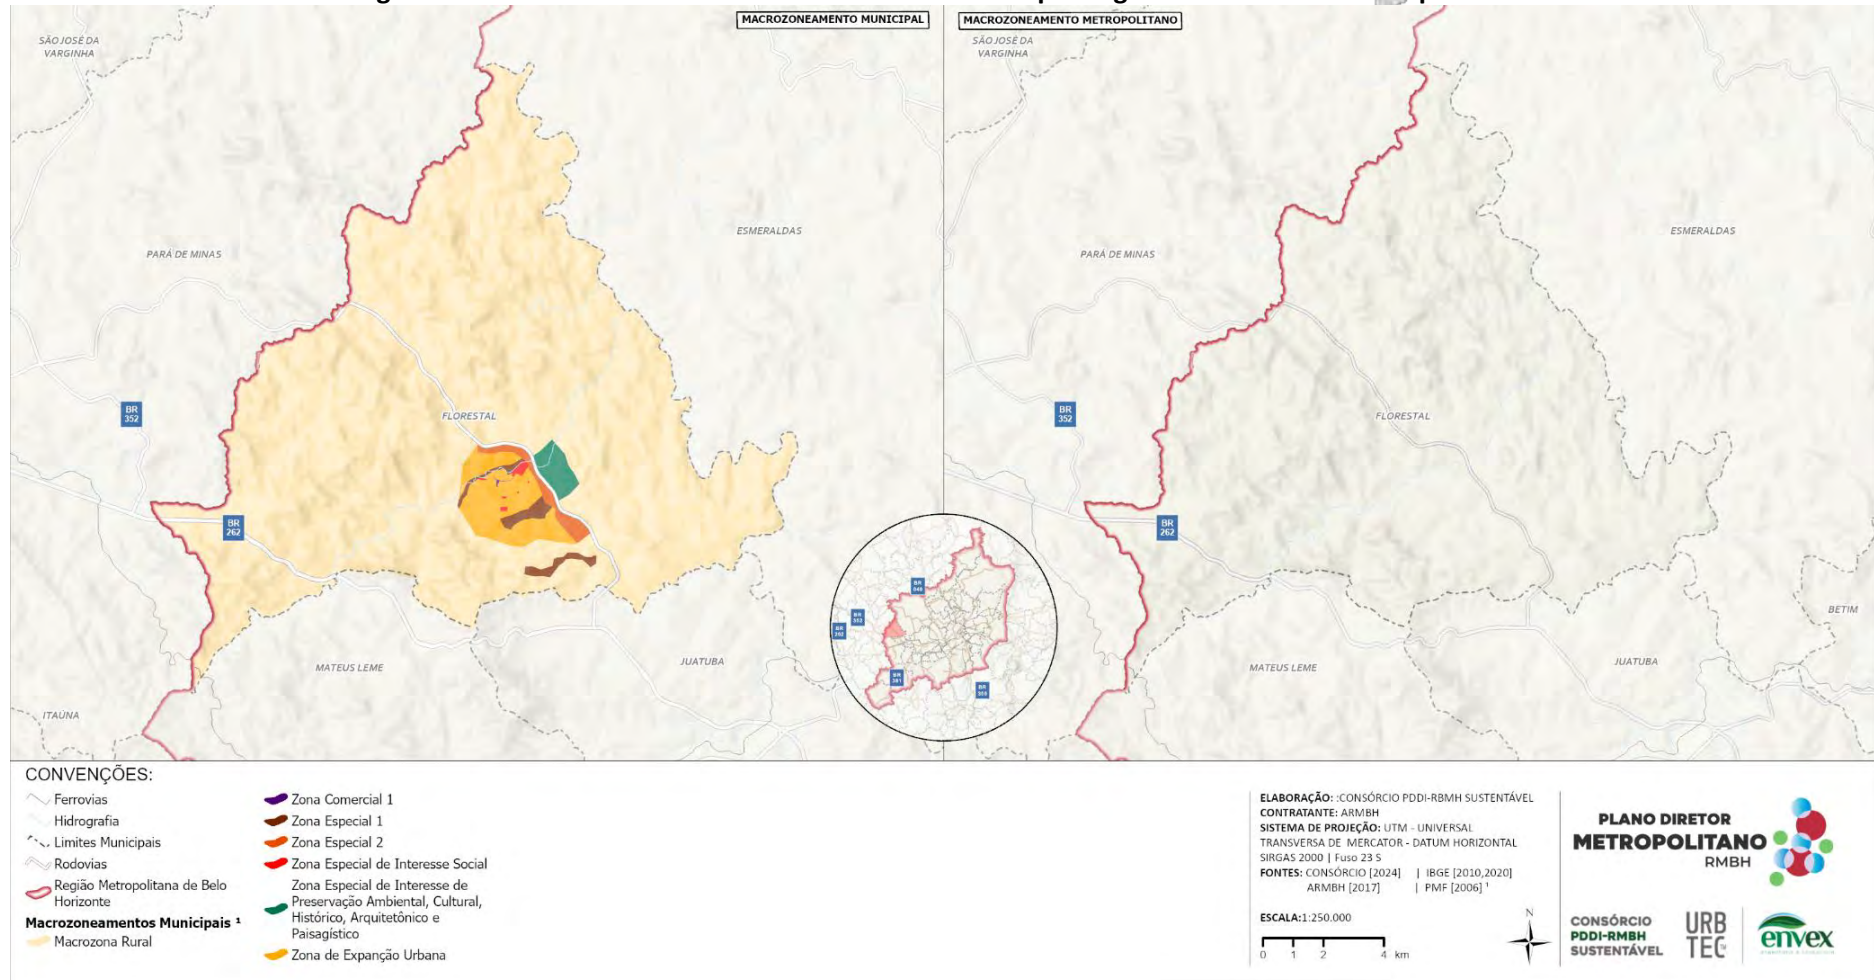 MACROZONEAMENTO MUNICIPAL
MACROZONEAMENTO METROPOLITANO
SÃO JOSÉ DA
VARGINHA
SÃO JOSÉ DA
VARGINHA
ESMERALDAS
ESMERALDAS
PARÁ DE MINAS
PARÁ DE MINAS
BR
352
FLORESTAL
BR
352
FLORESTAL
BR
262
BR
262
BR
352
BR
262
BETIM
MATEUS LEME
JUATUBA
MATEUS LEME
JUATUBA
ITAÚNA
CONVENÇÕES:
Ferrovias
Hidrografia
Limites Municipais
Rodovias
Região Metropolitana de Belo
Horizonte
Macrozoneamentos Municipais ¹
Macrozona Rural
Zona Comercial 1
Zona Especial 1
Zona Especial 2
Zona Especial de Interesse Social
Zona Especial de Interesse de
Preservação Ambiental, Cultural,
Histórico, Arquitetônico e
Paisagístico
Zona de Expanção Urbana
ELABORAÇÃO: :CONSÓRCIO PDDI-RBMH SUSTENTÁVEL
CONTRATANTE: ARMBH
SISTEMA DE PROJEÇÃO: UTM - UNIVERSAL
TRANSVERSA DE MERCATOR - DATUM HORIZONTAL
SIRGAS 2000 | Fuso 23 S
FONTES: CONSÓRCIO [2024] | IBGE [2010,2020]
ARMBH [2017] | PMF [2006] ¹
ESCALA:1:250.000
0 1 2 4 km
N
PLANO DIRETOR
METROPOLITANO
RMBH
CONSÓRCIO
PDDI-RMBH
SUSTENTÁVEL
URB
TEC
envex